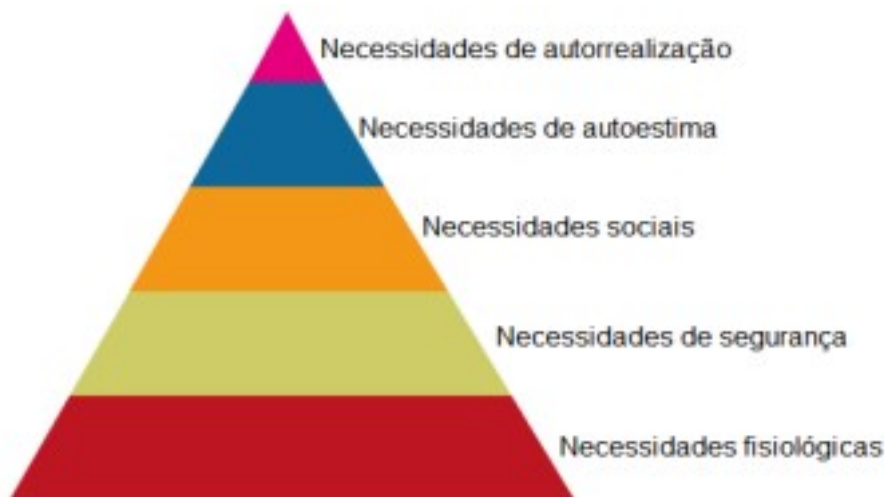 Necessidades de autorrealização
Necessidades de autoestima
Necessidades sociais
Necessidades de segurança
Necessidades fisiológicas